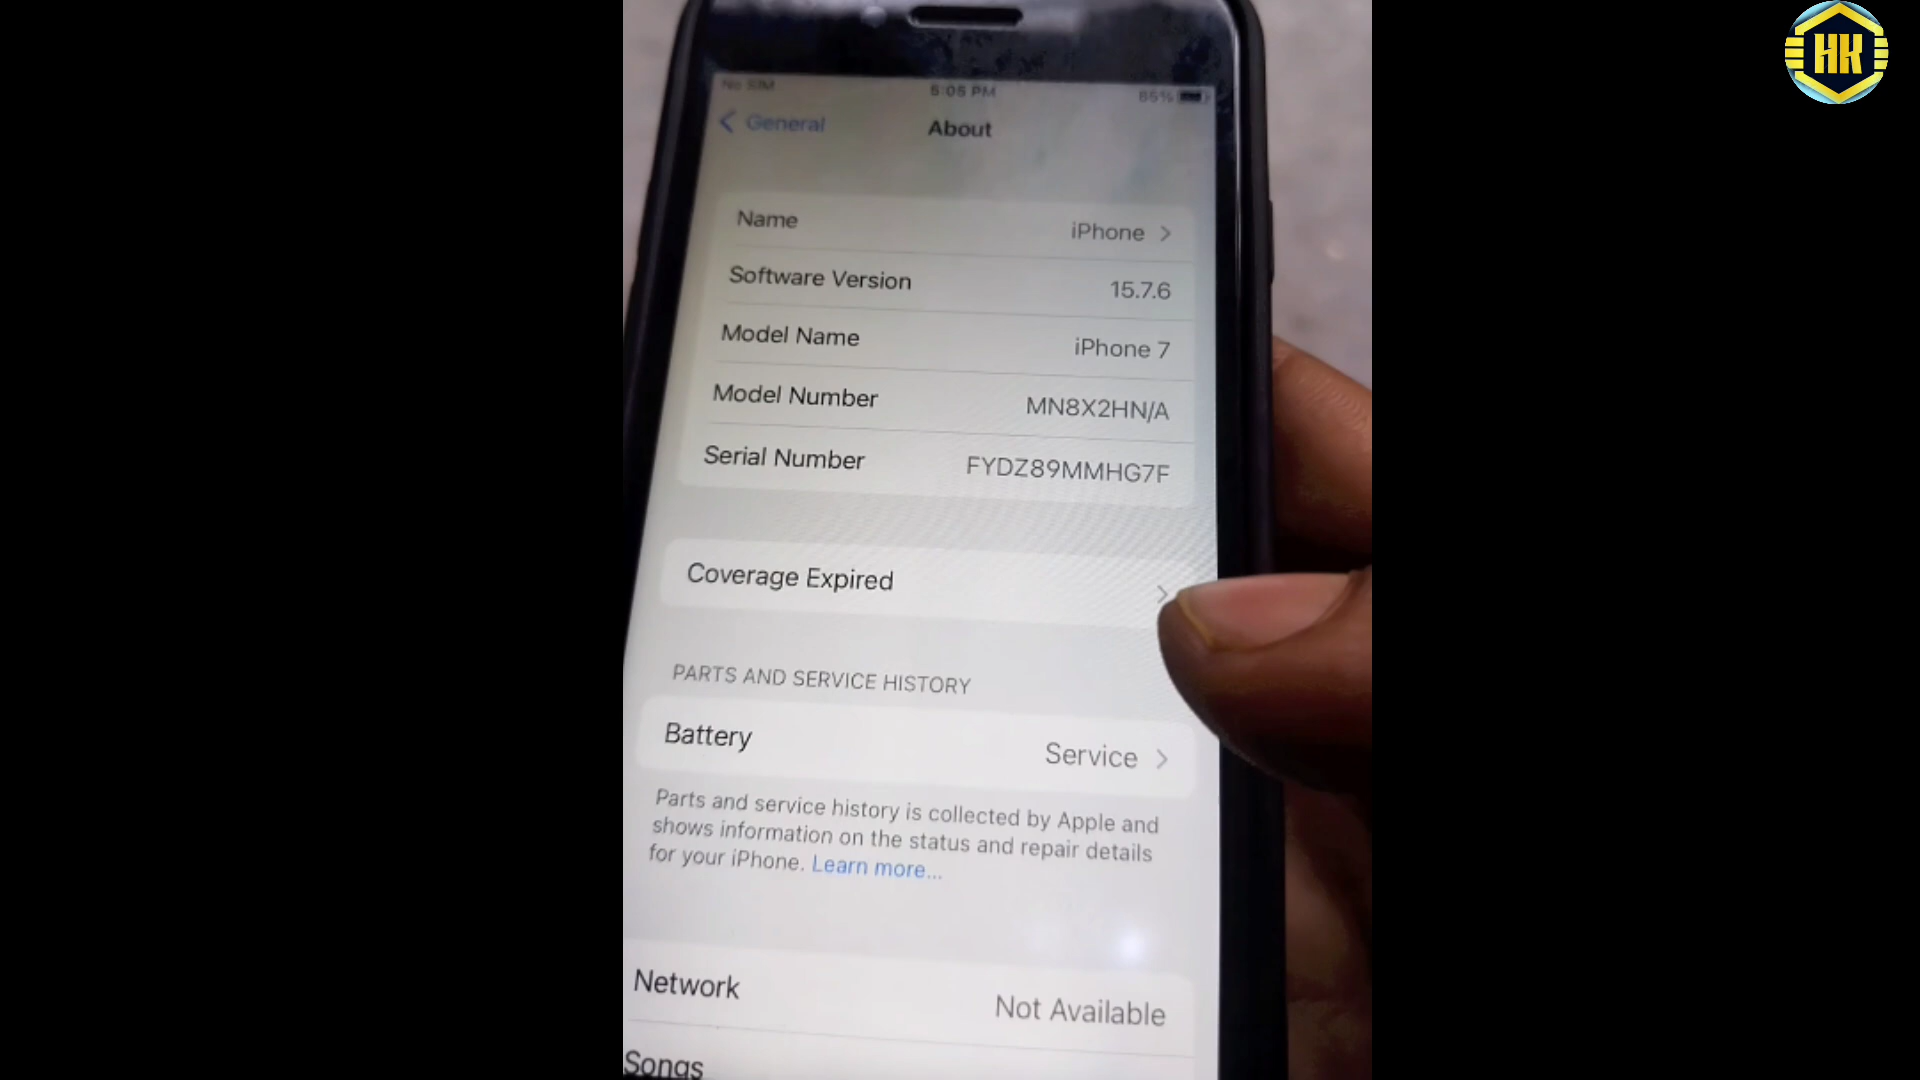 HK
No SIM
5:05 PM
85%
General
About
Name
iPhone
Software Version
15.7.6
Model Name
iPhone 7
Model Number
MN8X2HN/A
Serial Number
FYDZ89MMHG7F
Coverage Expired
PARTS AND SERVICE HISTORY
Battery
Service
Parts and service history is collected by Apple and
shows information on the status and repair details
for your iPhone. Learn more...
Network
Not Available
Songs